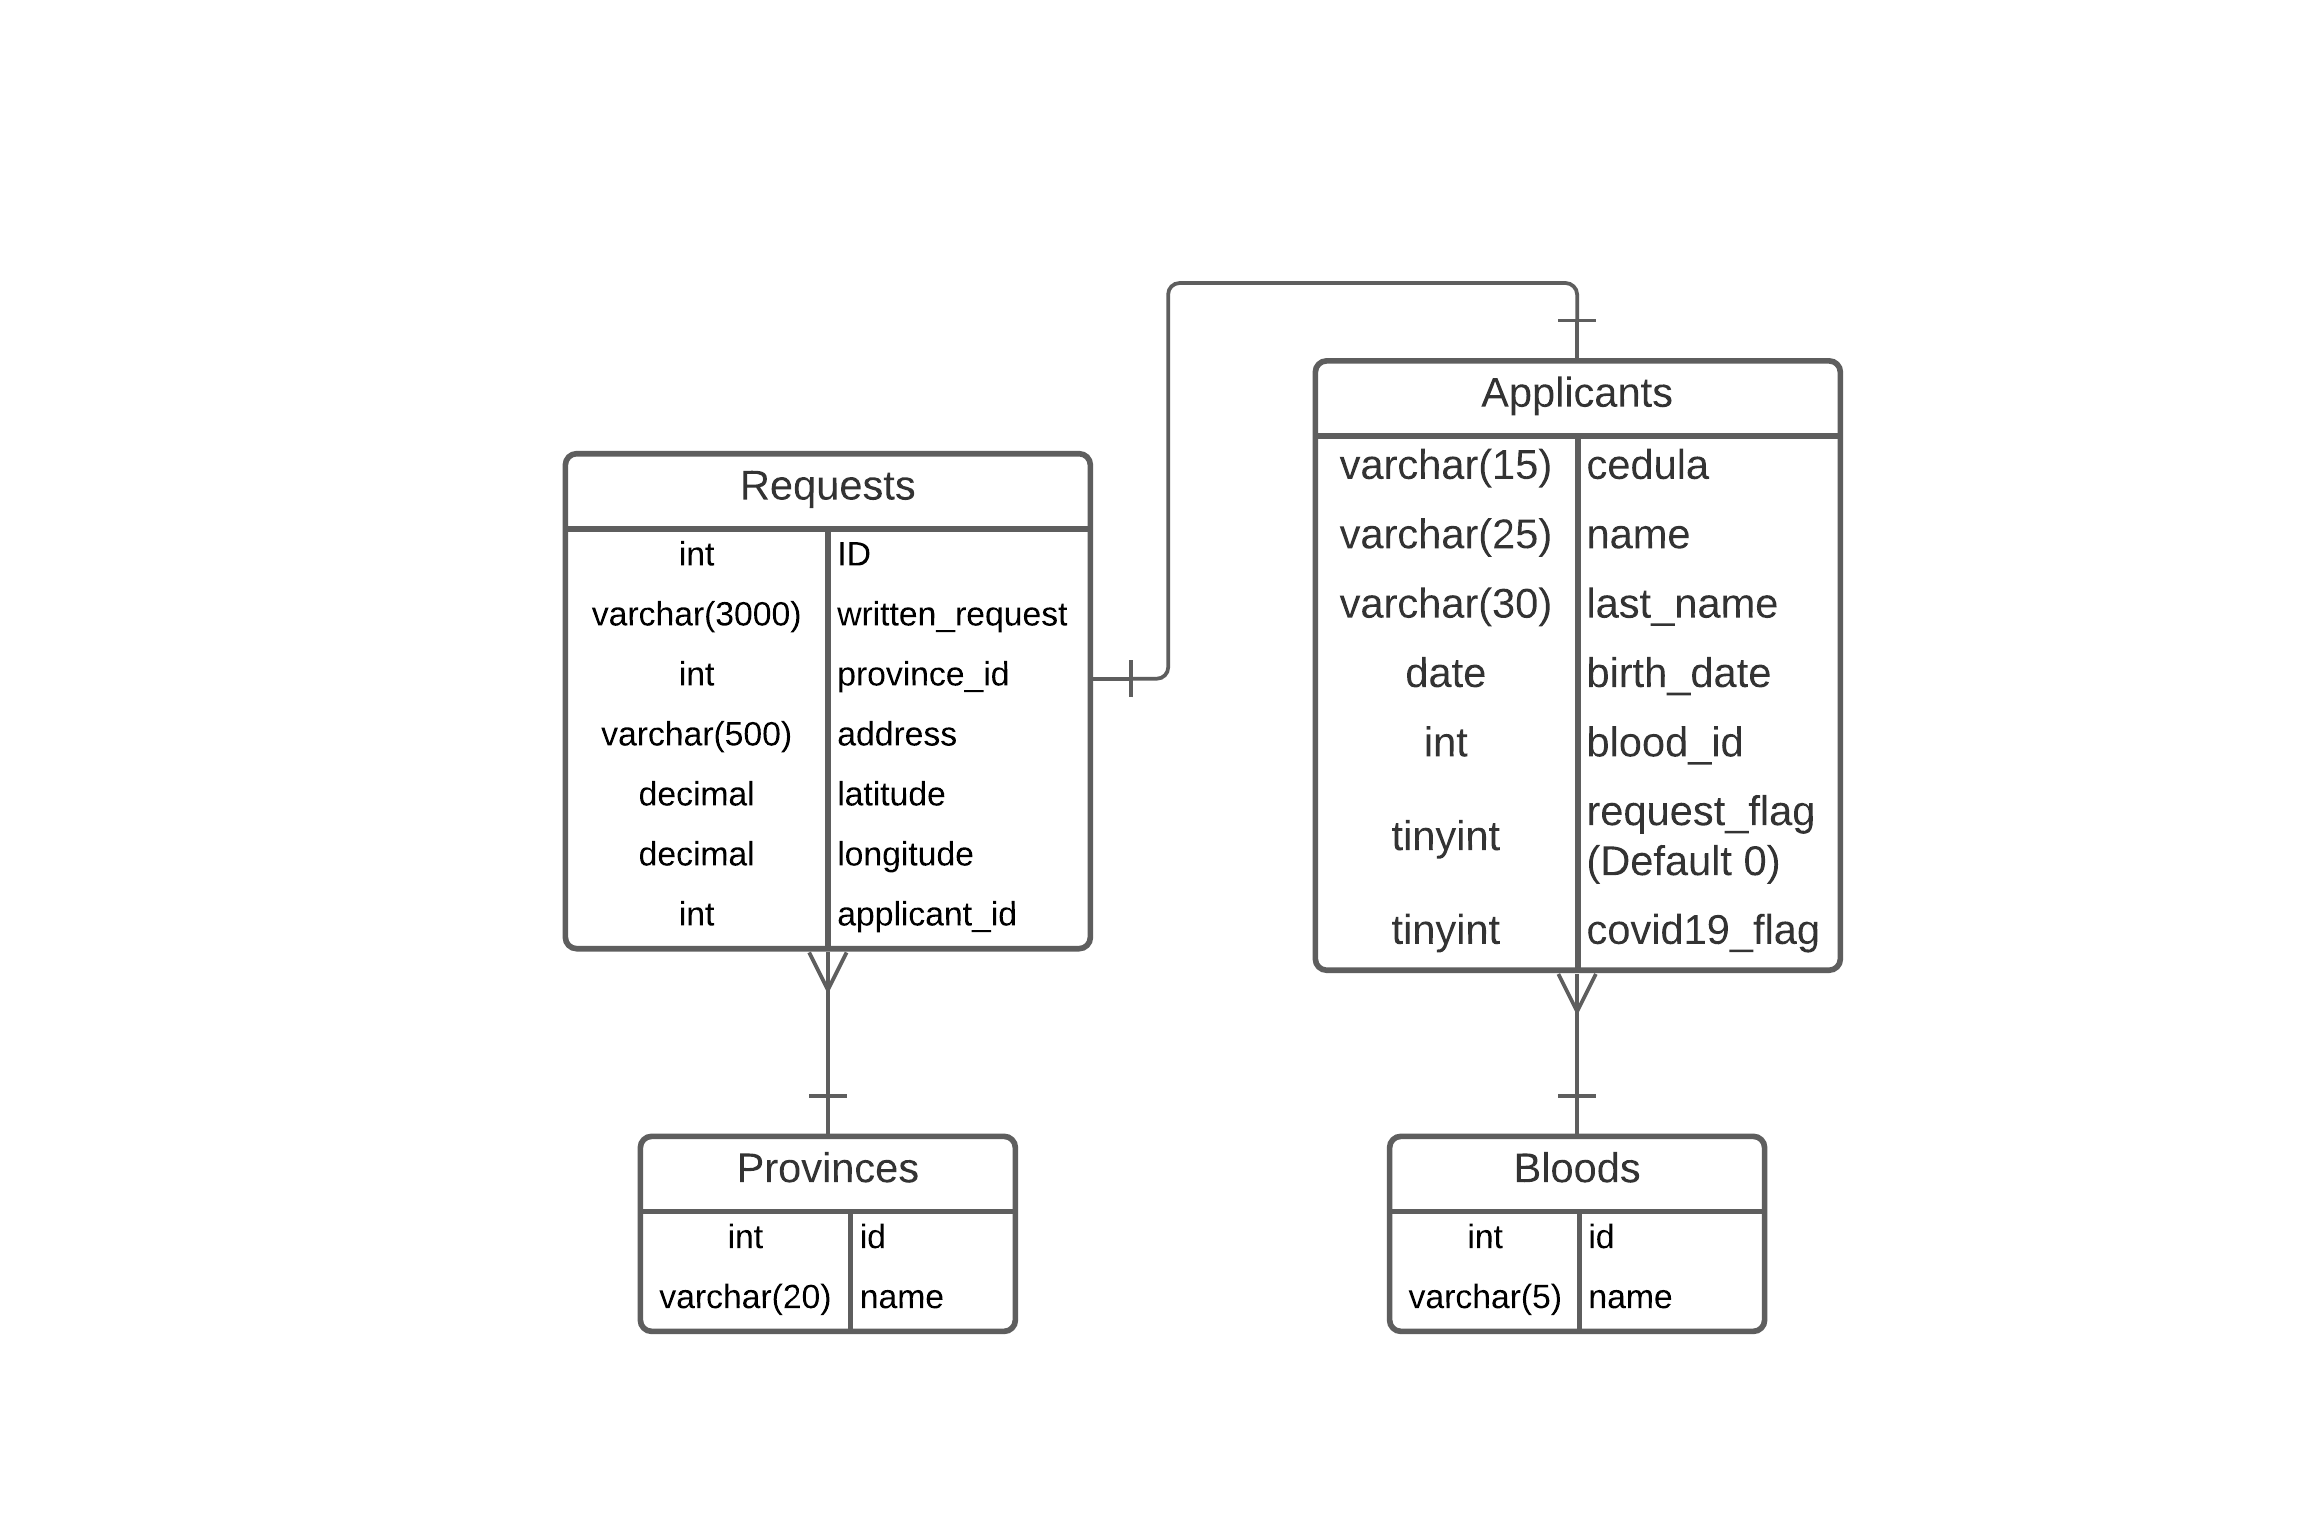 Requests
int ID
varchar(3000) written_request
int province_id
varchar(500) address
decimal latitude
decimal longitude
int applicant_id
Applicants
varchar(15) cedula
varchar(25) name
varchar(30) last_name
date birth_date
int blood_id
tinyint request_flag
(Default 0)
tinyint covid19_flag
Provinces
int id
varchar(20) name
Bloods
int id
varchar(5) name